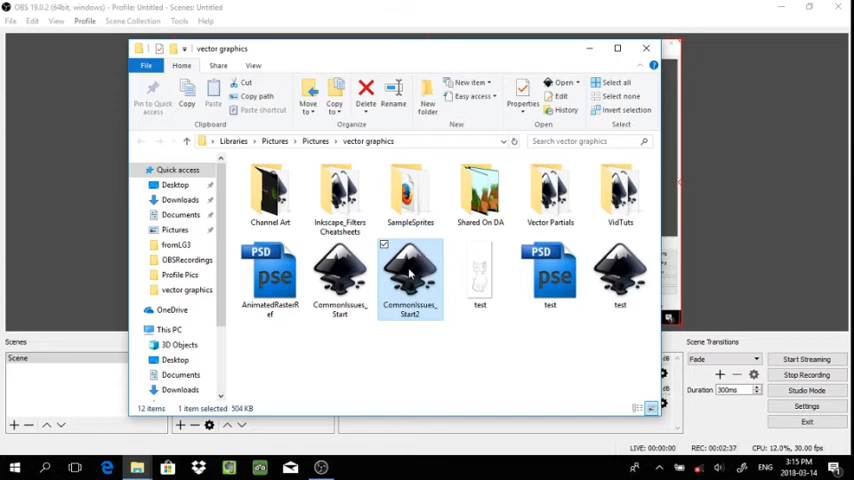 OBS 19.0.2 (64bit, windows) - Profile: Untitled - Scenes: Untitled
File Edit View Profile Scene Collection Tools Help
vector graphics
File Home Share View
Pin to Quick access
Copy
Paste
Cut
Copy path
Paste shortcut
Clipboard
Move to
Copy to
Delete
Rename
Organize
New folder
New item
Easy access
New
Properties
Open
Edit
History
Open
Select all
Select none
Invert selection
Select
Libraries Pictures Pictures vector graphics
Search vector graphics
Quick access
Desktop
Downloads
Documents
Pictures
fromLG3
OBSRecordings
Profile Pics
vector graphics
OneDrive
This PC
3D Objects
Desktop
Documents
Downloads
Channel Art
Inkscape_Filters Cheatsheets
SampleSprites
Shared On DA
Vector Partials
VidTuts
PSD
pse
AnimatedRasterRef
CommonIssues_Start
CommonIssues_Start2
test
PSD
pse
test
test
12 items 1 item selected 504 KB
Scenes
Scene
Scene Transitions
Fade
Duration 300ms
Start Streaming
Stop Recording
Studio Mode
Settings
Exit
LIVE: 00:00:00 REC: 00:02:37 CPU: 12.0%, 30.00 fps
ENG
3:15 PM
2018-03-14